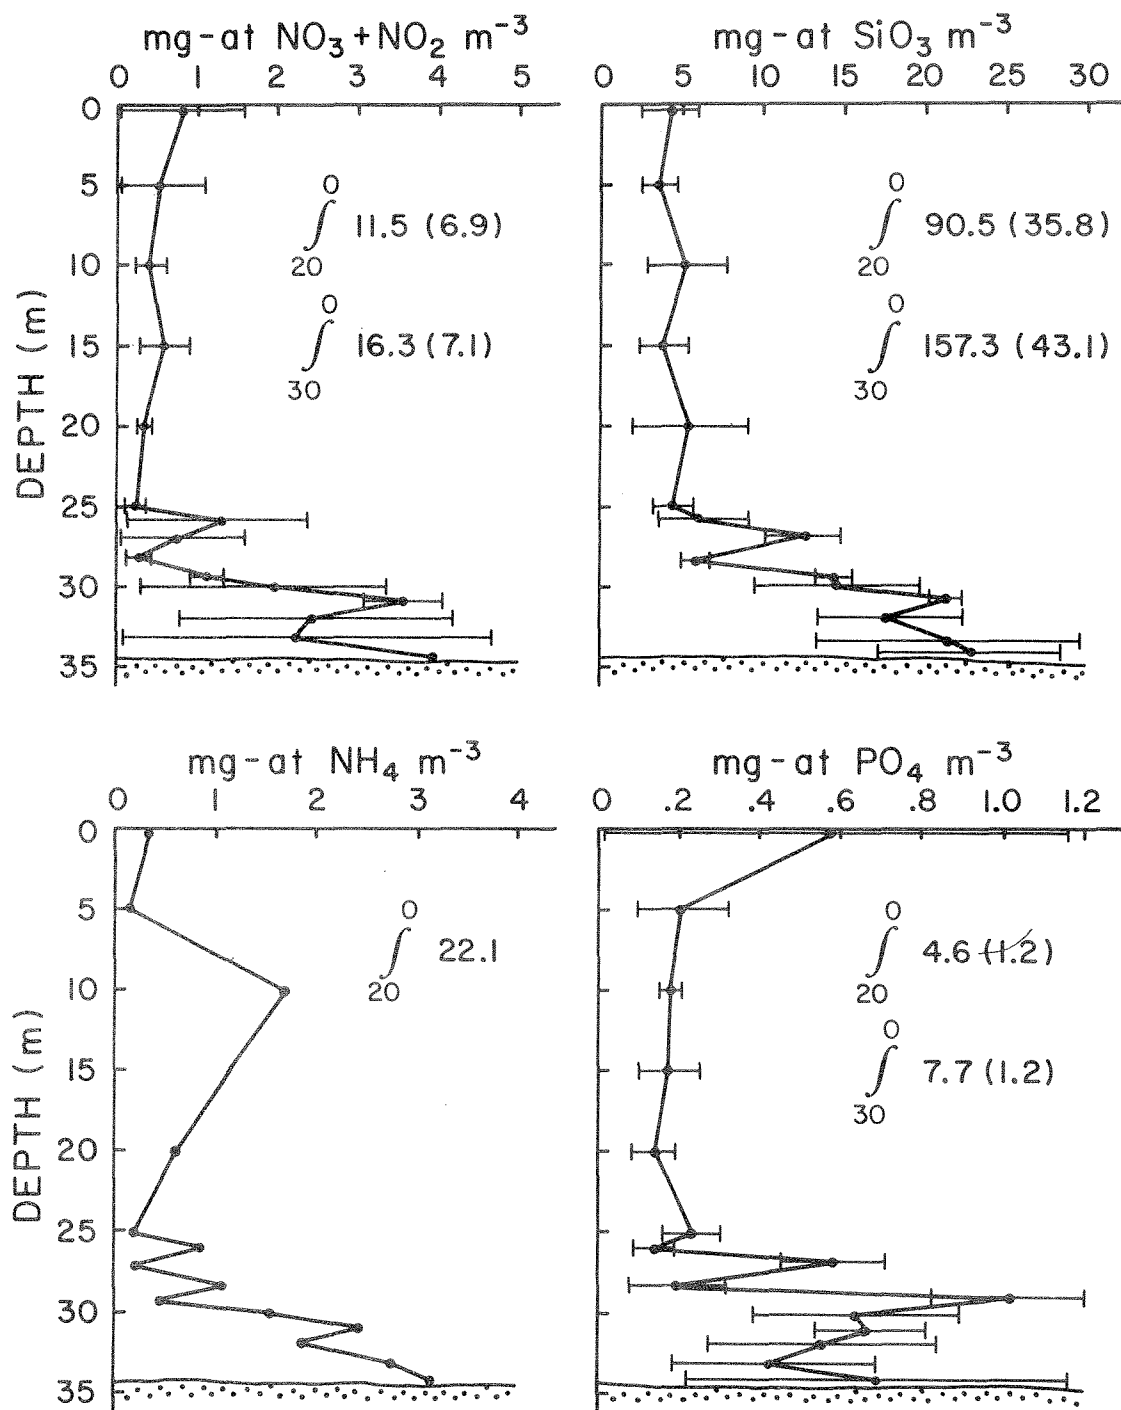 mg-at NO₃+NO₂ m⁻³
0 1 2 3 4 5
mg-at SiO₃ m⁻³
0 5 10 15 20 25 30
DEPTH (m)
0
5
10
15
20
25
30
35
0
∫ 11.5 (6.9)
20
0
∫ 16.3 (7.1)
30
0
∫ 90.5 (35.8)
20
0
∫ 157.3 (43.1)
30
mg-at NH₄ m⁻³
0 1 2 3 4
mg-at PO₄ m⁻³
0 .2 .4 .6 .8 1.0 1.2
DEPTH (m)
0
5
10
15
20
25
30
35
0
∫ 22.1
20
0
∫ 4.6 (1.2)
20
0
∫ 7.7 (1.2)
30